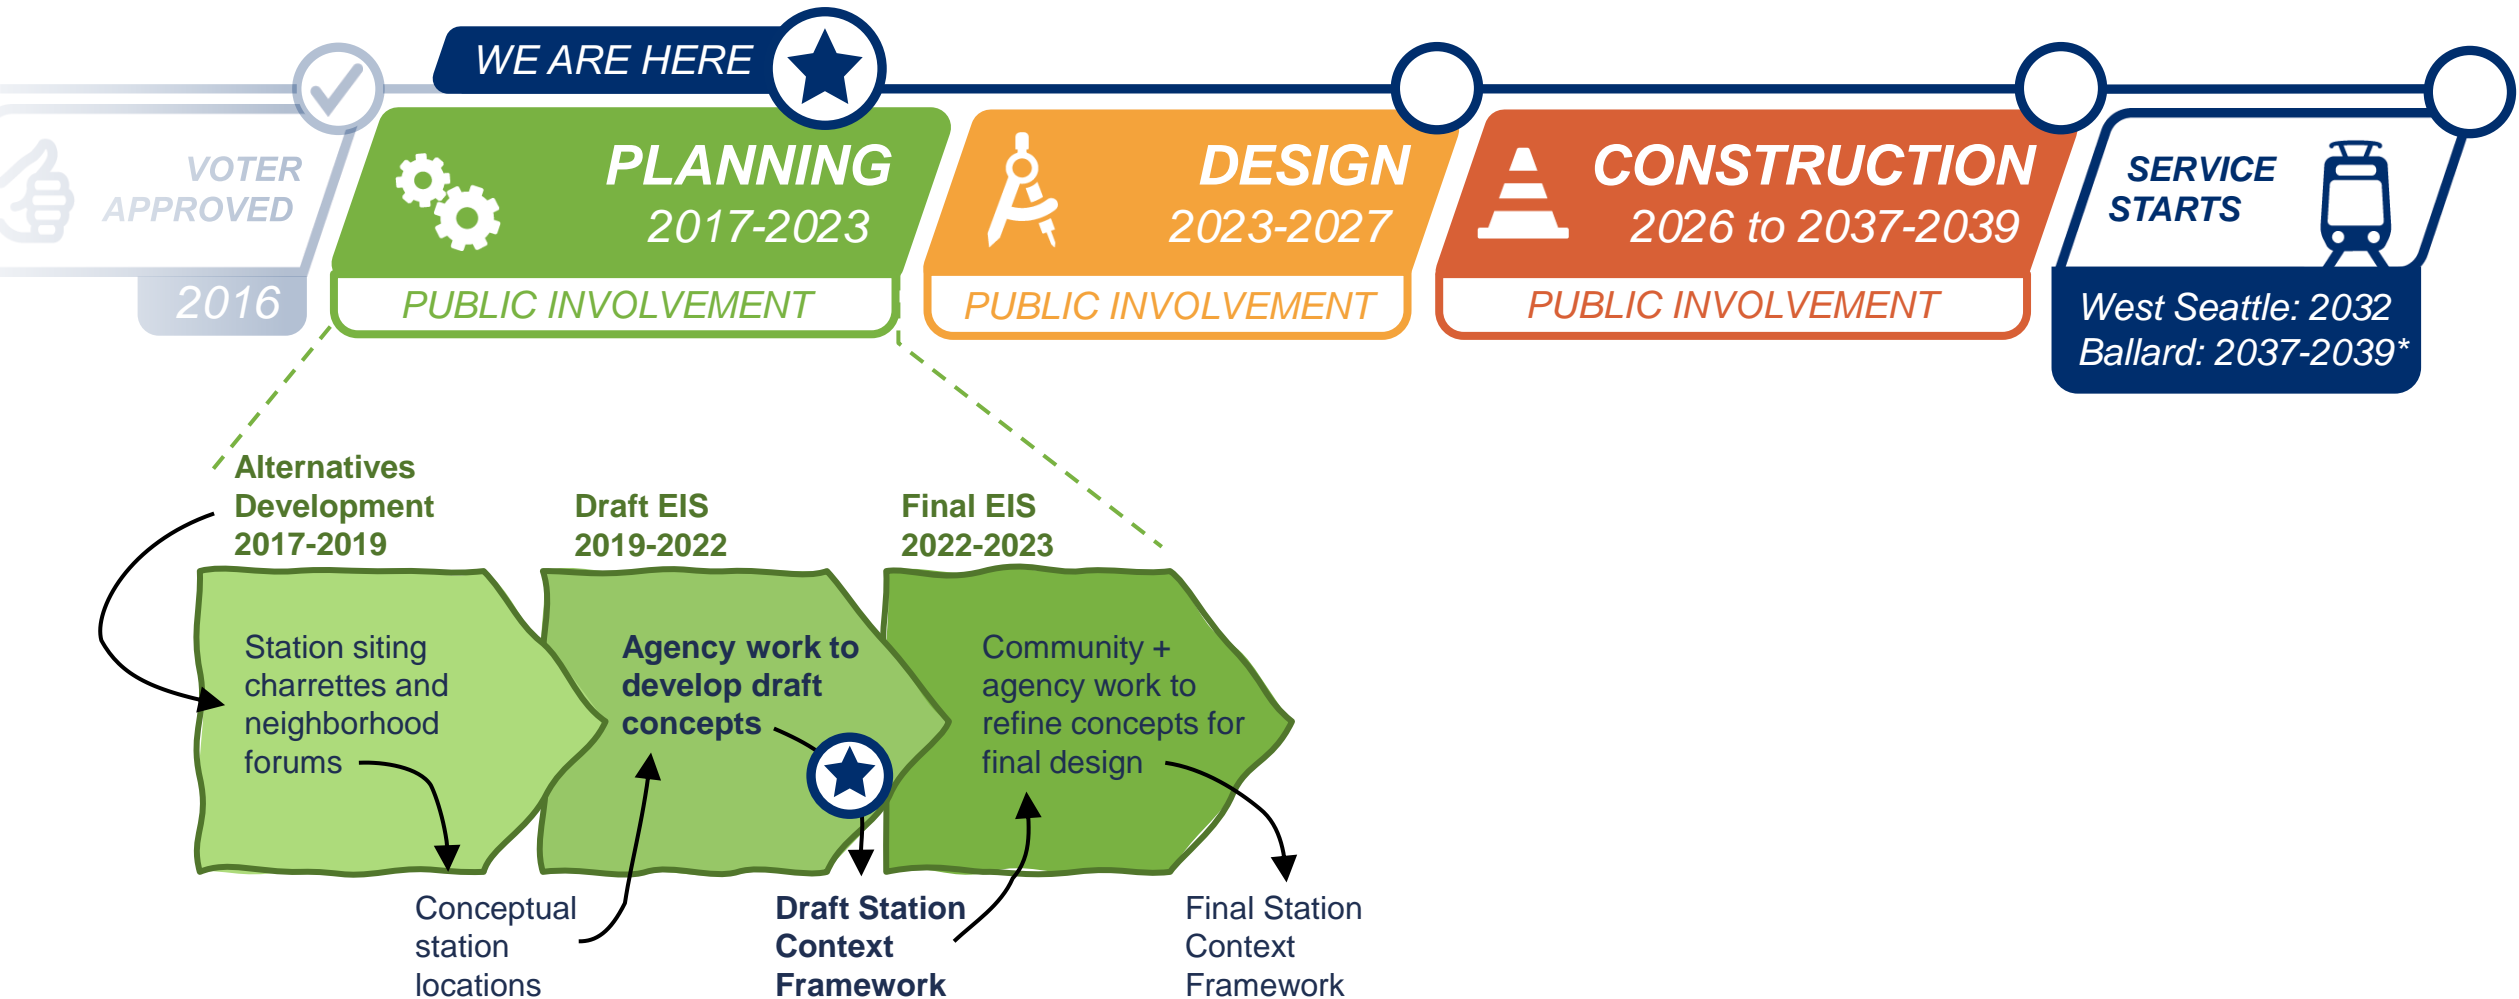 WE ARE HERE
VOTER
APPROVED
2016
PLANNING
2017-2023
PUBLIC INVOLVEMENT
DESIGN
2023-2027
PUBLIC INVOLVEMENT
CONSTRUCTION
2026 to 2037-2039
PUBLIC INVOLVEMENT
SERVICE
STARTS
West Seattle: 2032
Ballard: 2037-2039*
Alternatives
Development
2017-2019
Draft EIS
2019-2022
Final EIS
2022-2023
Station siting
charrettes and
neighborhood
forums
Agency work to
develop draft
concepts
Community +
agency work to
refine concepts for
final design
Conceptual
station
locations
Draft Station
Context
Framework
Final Station
Context
Framework